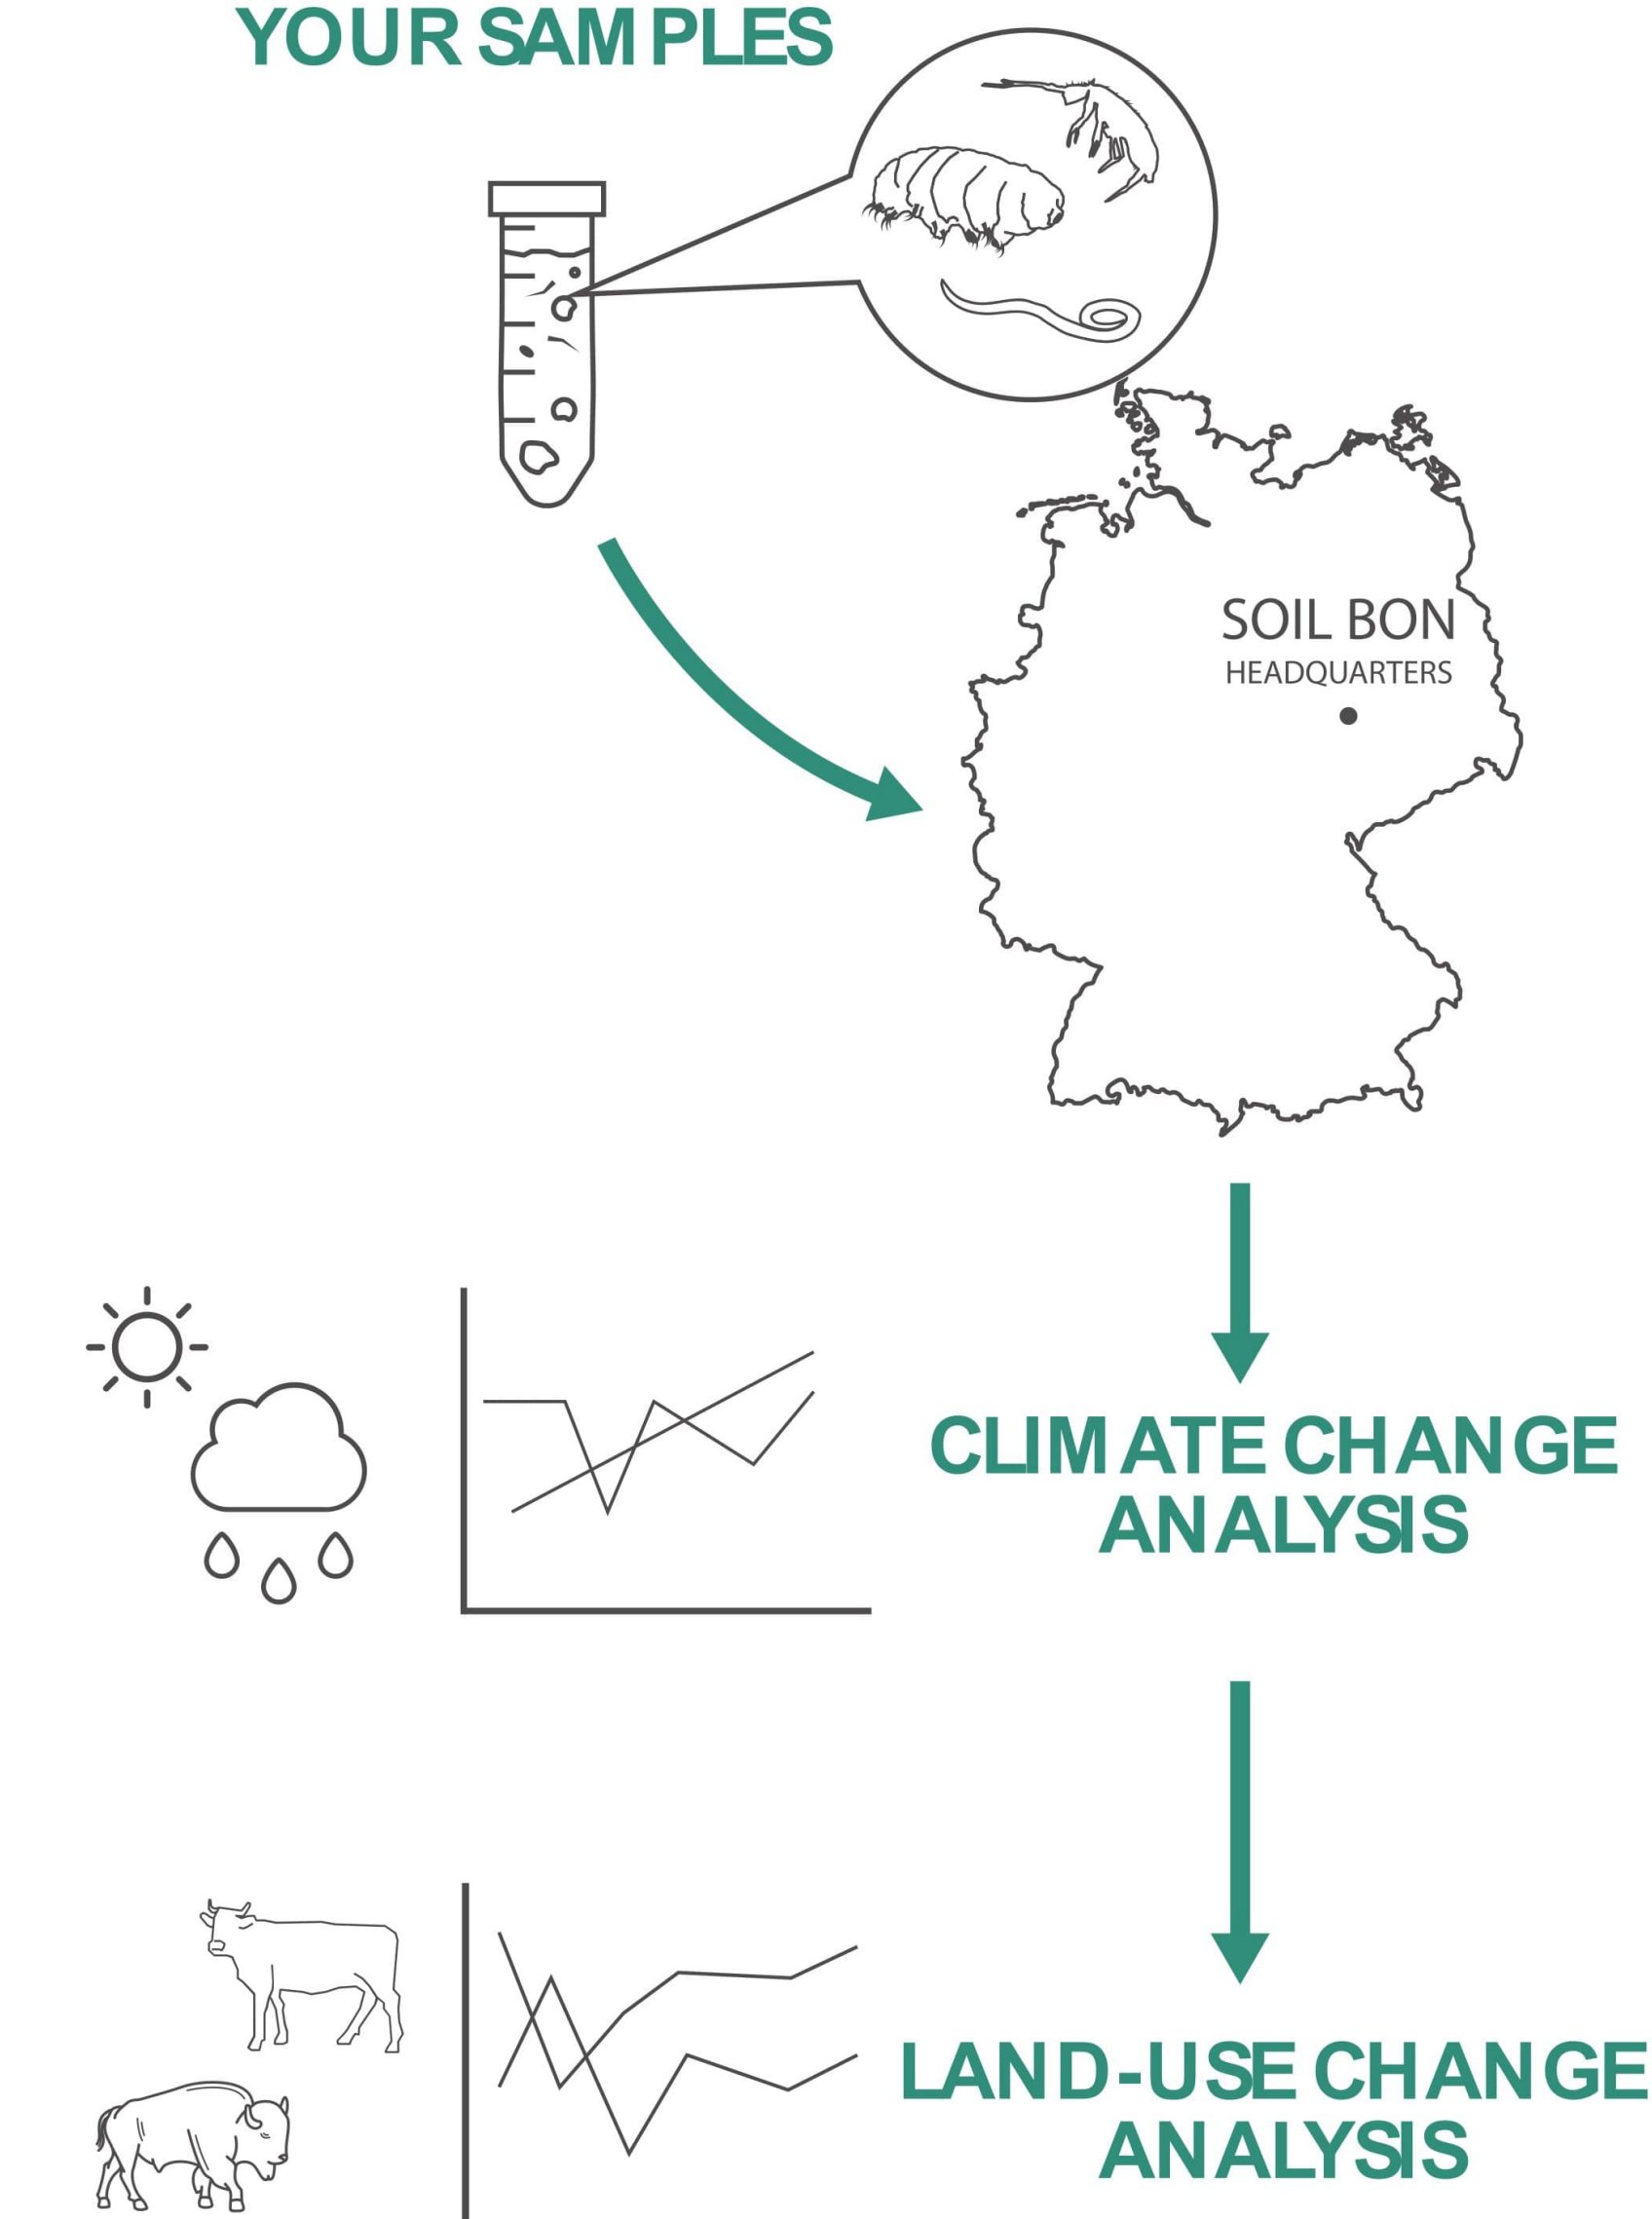 YOUR SAMPLES
SOIL BON
HEADQUARTERS
CLIMATE CHANGE
ANALYSIS
LAND-USE CHANGE
ANALYSIS